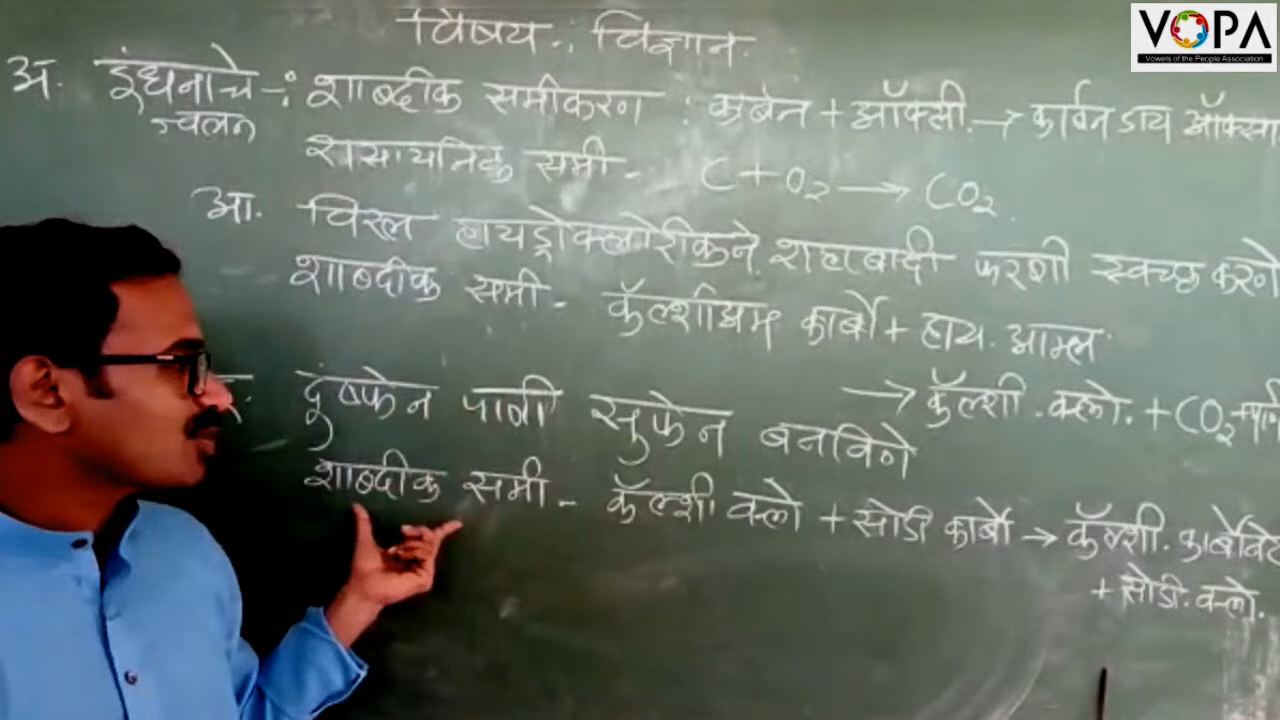 विषय : विज्ञान
VOPA
Vowels of the People Association
अ. इंधनाचे ज्वलन -: शाब्दीक समीकरण : कार्बन + ऑक्सी. → कार्बन डाय ऑक्सा
रासायनिक समी - C + O₂ → CO₂.
आ. विरल हायड्रोक्लोरीकने शहाबादी फरशी स्वच्छ करणे
शाब्दीक समी - कॅल्शीअम कार्बो + हाय. आम्ल
→ कॅल्शी. क्लो. + CO₂ +
दुष्फेन पाणी सुफेन बनविणे
शाब्दीक समी - कॅल्शी क्लो + सोडी कार्बो → कॅल्शी. कार्बोनेट
+ सोडी. क्लो.